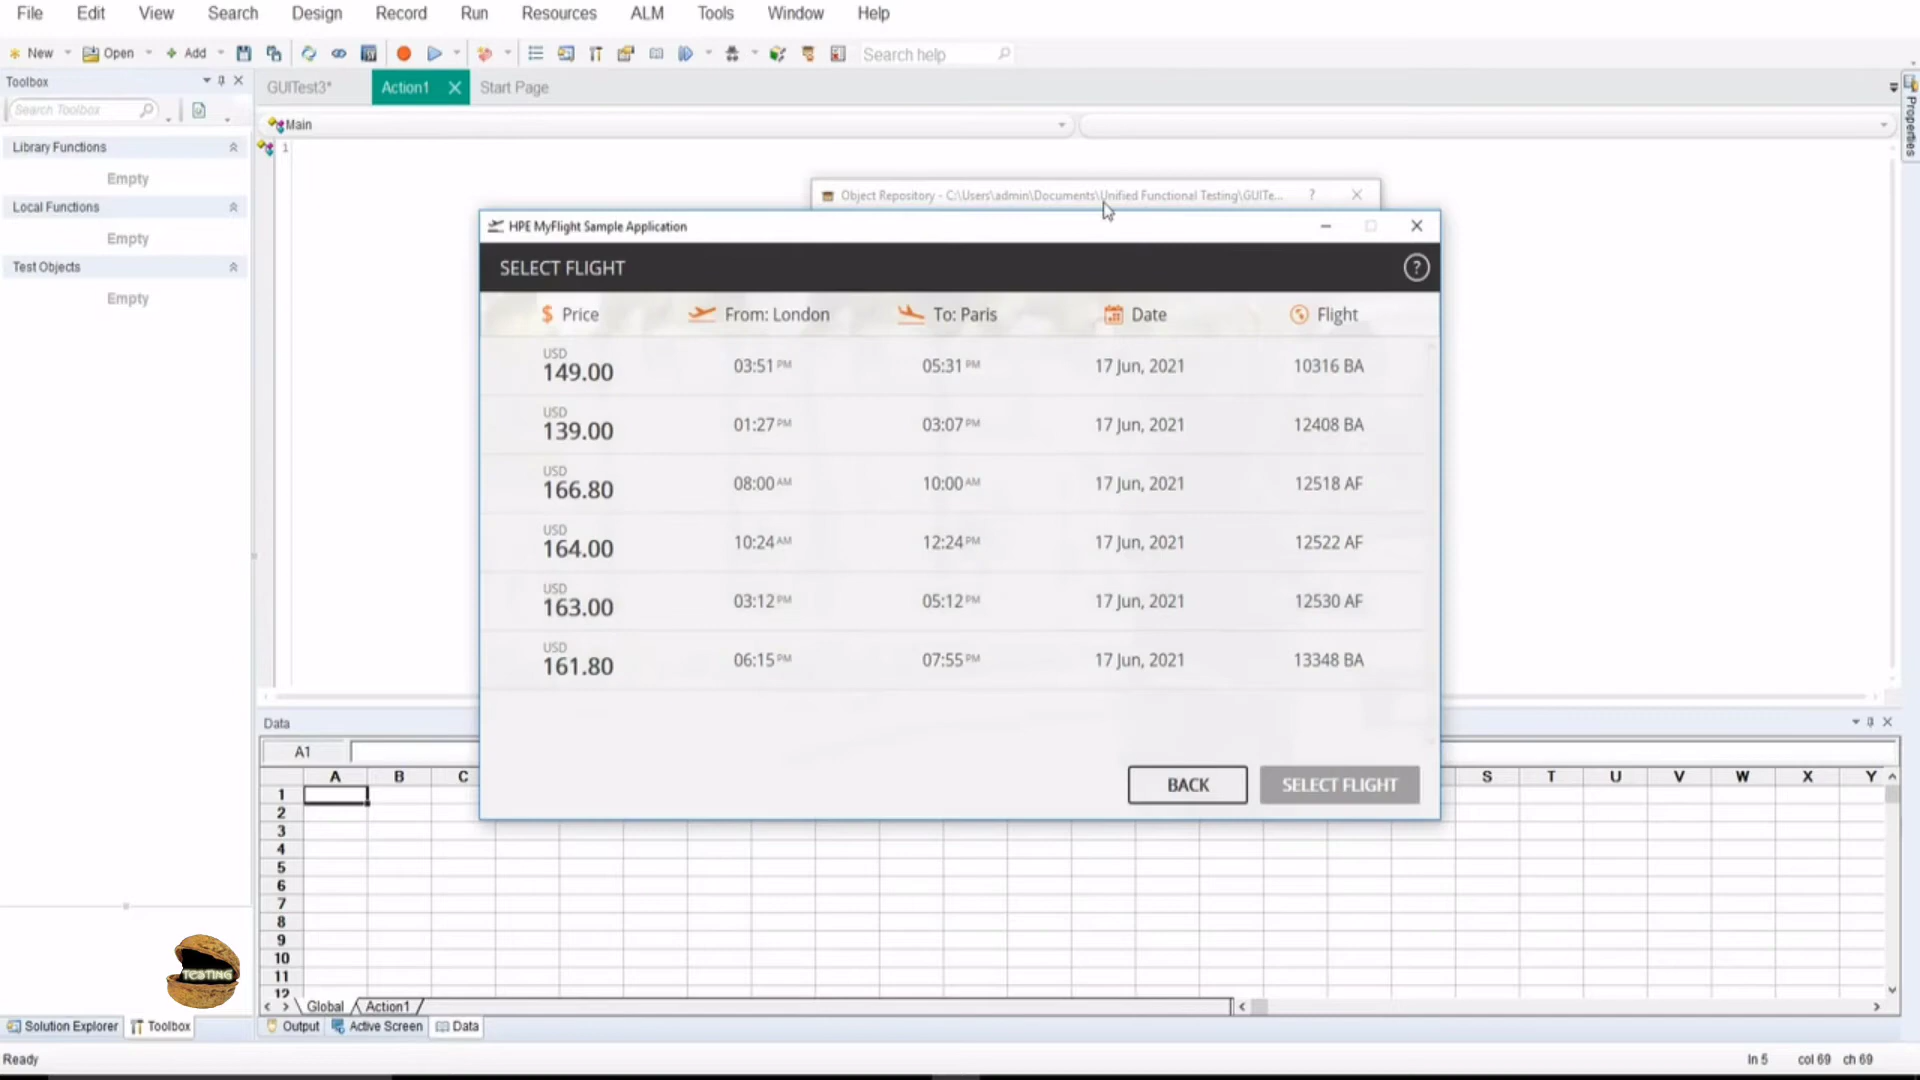 File Edit View Search Design Record Run Resources ALM Tools Window Help
New Open Add Search help
Toolbox
GUITest3* Action1 Start Page
Properties
Search Toolbox
Main
Library Functions
1
Empty
Object Repository - C:\Users\admin\Documents\Unified Functional Testing\GUITe... ?
Local Functions
HPE MyFlight Sample Application
Empty
SELECT FLIGHT ?
Test Objects
Empty
$ Price From: London To: Paris Date Flight
USD
149.00 03:51 PM 05:31 PM 17 Jun, 2021 10316 BA
USD
139.00 01:27 PM 03:07 PM 17 Jun, 2021 12408 BA
USD
166.80 08:00 AM 10:00 AM 17 Jun, 2021 12518 AF
USD
164.00 10:24 AM 12:24 PM 17 Jun, 2021 12522 AF
USD
163.00 03:12 PM 05:12 PM 17 Jun, 2021 12530 AF
USD
161.80 06:15 PM 07:55 PM 17 Jun, 2021 13348 BA
Data
A1
BACK SELECT FLIGHT
A B C S T U V W X Y
1
2
3
4
5
6
7
8
9
10
11
12
TESTING
Global Action1
Solution Explorer Toolbox Output Active Screen Data
Ready ln 5 col 69 ch 69